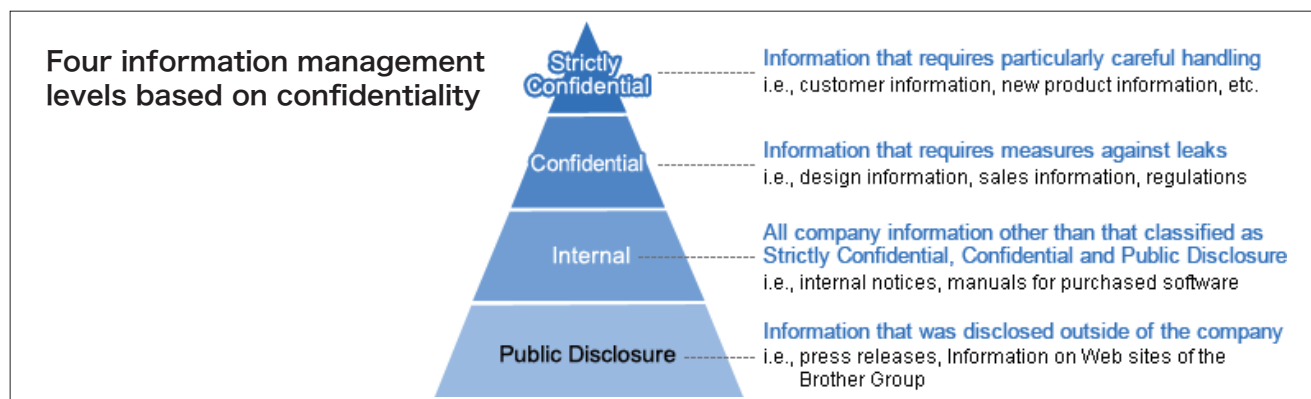 Four information management
levels based on confidentiality
Strictly
Confidential
Information that requires particularly careful handling
i.e., customer information, new product information, etc.
Confidential
Information that requires measures against leaks
i.e., design information, sales information, regulations
Internal
All company information other than that classified as
Strictly Confidential, Confidential and Public Disclosure
i.e., internal notices, manuals for purchased software
Public Disclosure
Information that was disclosed outside of the company
i.e., press releases, Information on Web sites of the
Brother Group